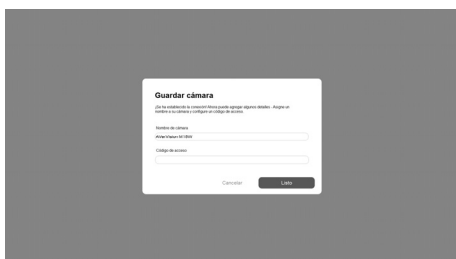 Guardar cámara
¡Se ha establecido la conexión! Ahora puede agregar algunos detalles - Asigne un
nombre a su cámara y configure un código de acceso.
Nombre de cámara
Código de acceso
Cancelar
Listo